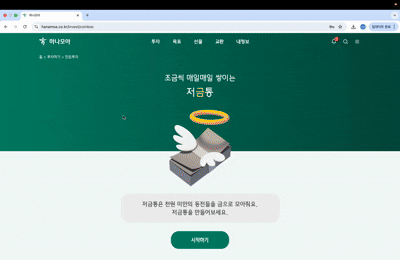 하나모아
hanamoa.co.kr/invest/coinbox
하나모아
투자
목표
선물
교환
내정보
홈 > 투자하기 > 잔돈투자
조금씩 매일매일 쌓이는
저금통
저금통은 천원 미만의 동전들을 금으로 모아줘요.
저금통을 만들어보세요.
시작하기